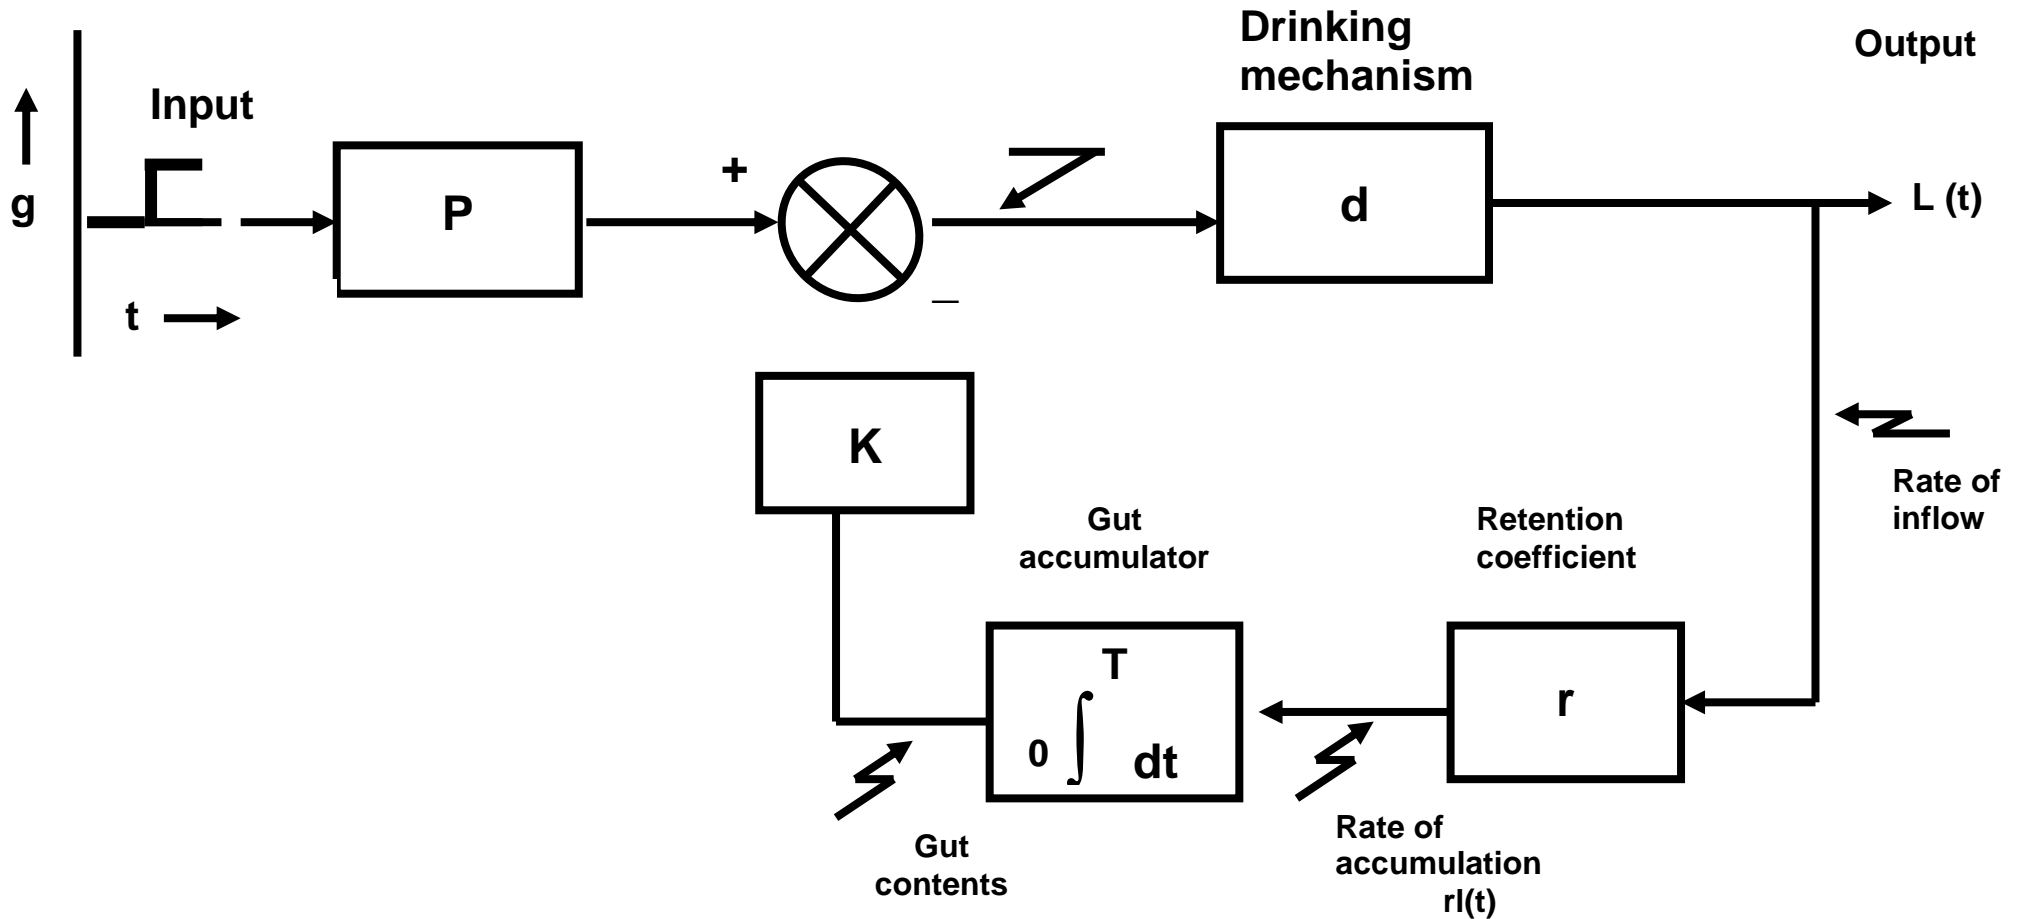 Drinking
mechanism
Output
Input
g
P
+
d
L (t)
_
t
K
Rate of
inflow
Gut
accumulator
Retention
coefficient
T
0 ∫ dt
r
Gut
contents
Rate of
accumulation
rl(t)